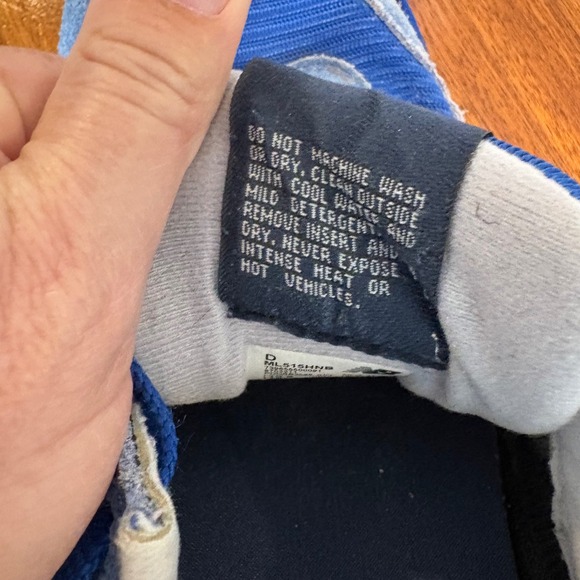 DO NOT MACHINE WASH
OR DRY, CLEAN OUTSIDE
WITH COOL WATER,
MILD DETERGENT, AND
REMOVE INSERT AND
DRY, NEVER EXPOSE
INTENSE HEAT OR
HOT VEHICLES.
D
ML515HNB